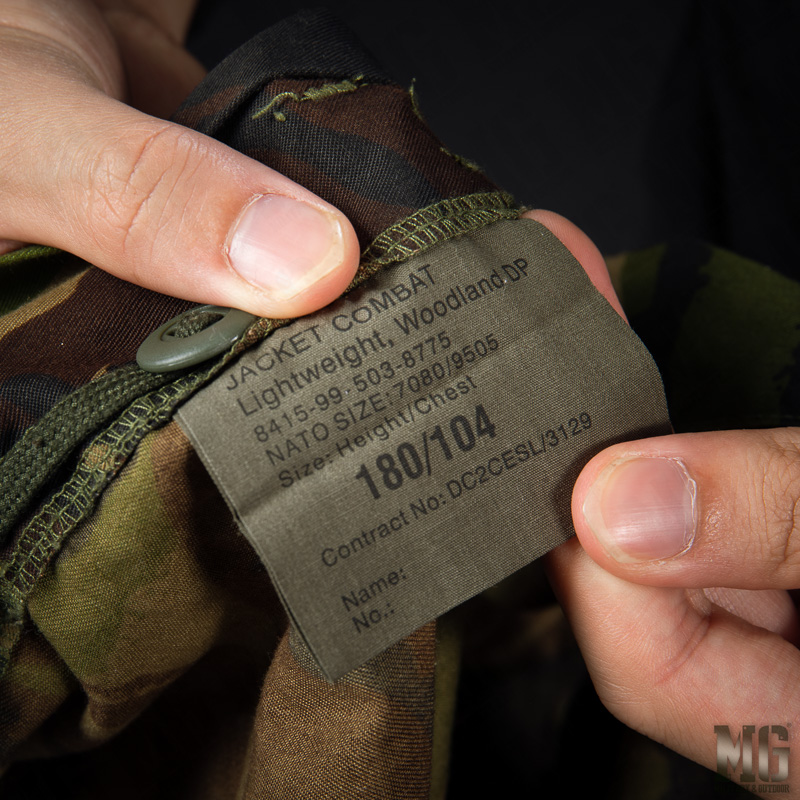 JACKET COMBAT
Lightweight, Woodland DP
8415-99-503-8775
NATO SIZE: 7080/9505
Size: Height/Chest
180/104
Contract No: DC2CESL/3129
Name:
No.:
MG
& OUTDOOR